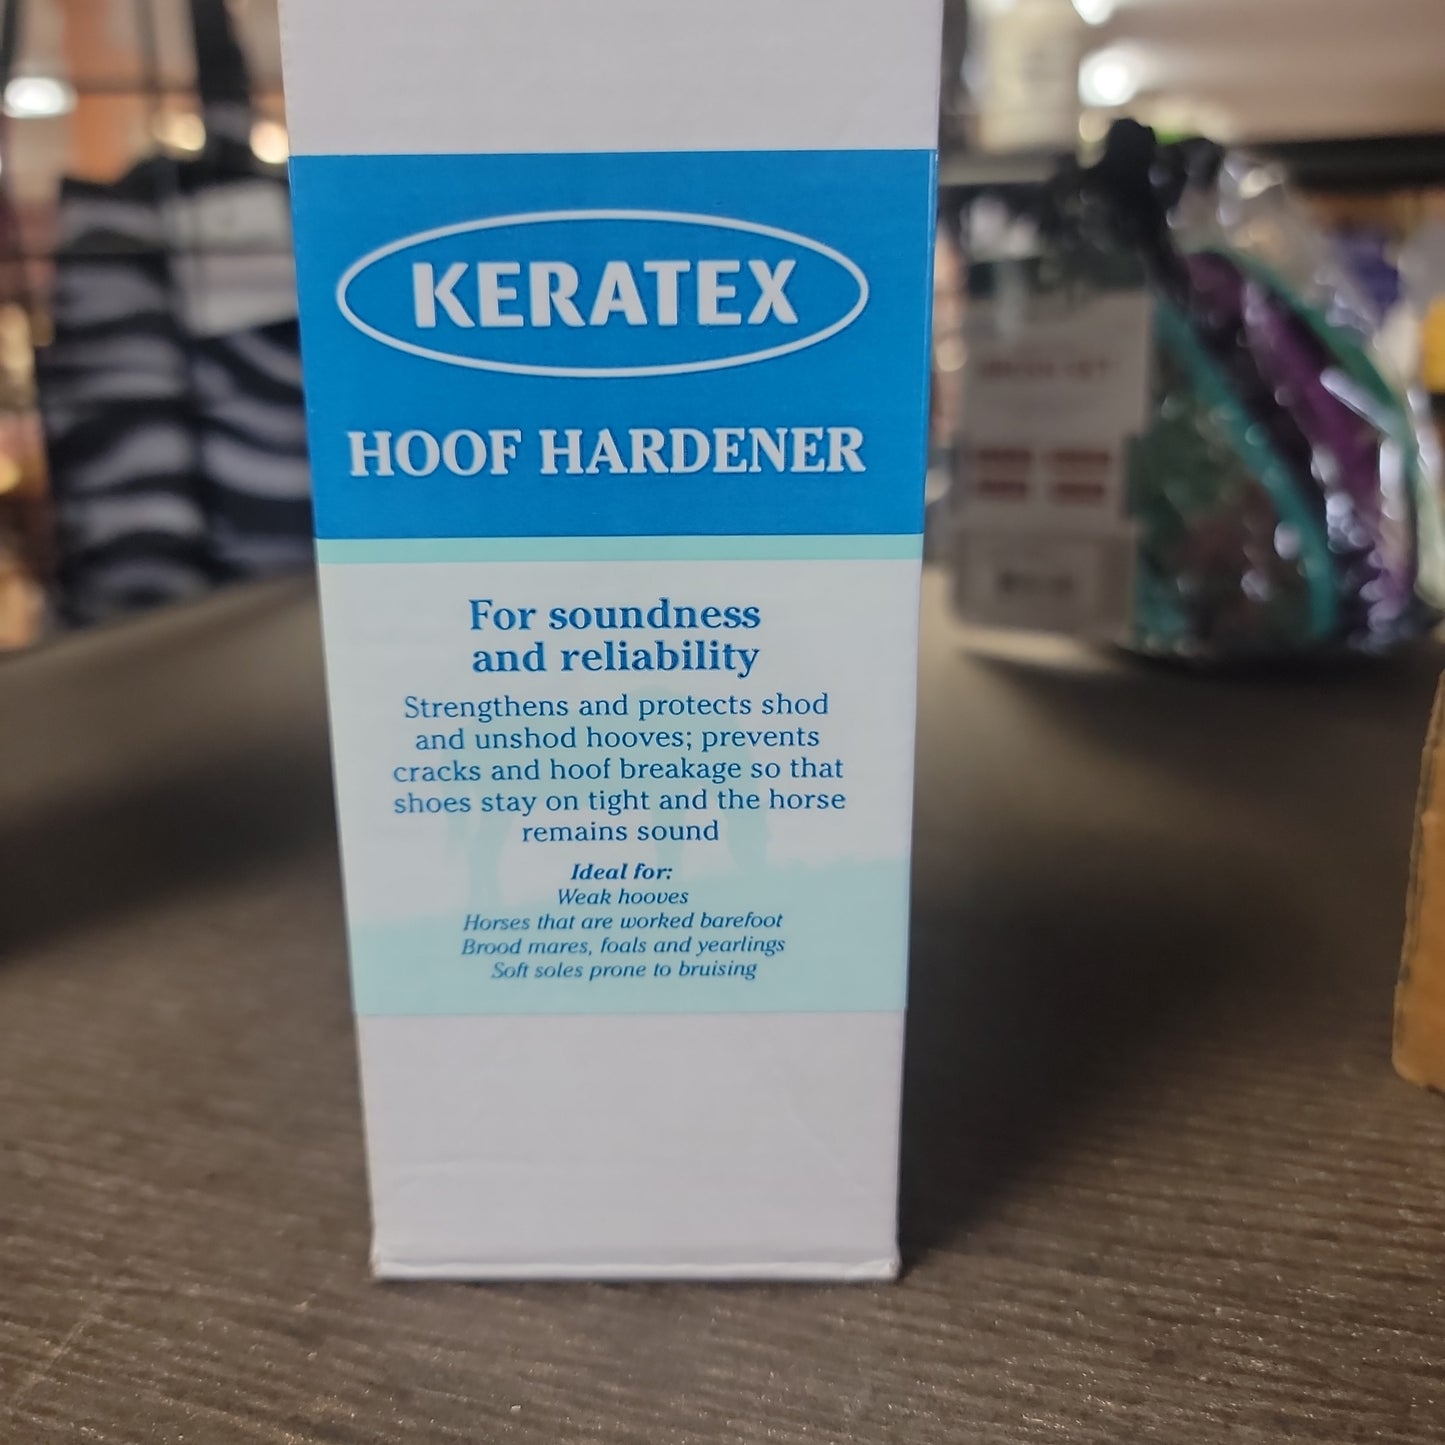 KERATEX
HOOF HARDENER
For soundness
and reliability
Strengthens and protects shod
and unshod hooves; prevents
cracks and hoof breakage so that
shoes stay on tight and the horse
remains sound
Ideal for:
Weak hooves
Horses that are worked barefoot
Brood mares, foals and yearlings
Soft soles prone to bruising